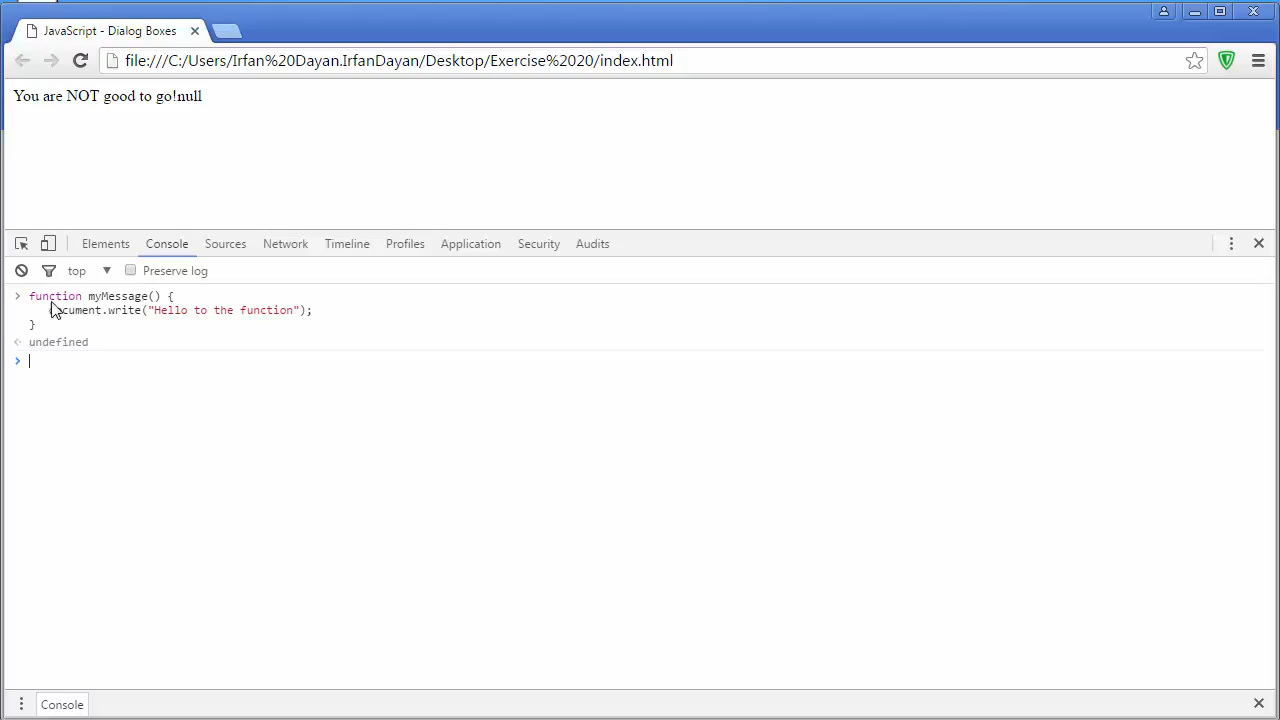 JavaScript - Dialog Boxes
file:///C:/Users/Irfan%20Dayan.IrfanDayan/Desktop/Exercise%2020/index.html
You are NOT good to go!null
Elements Console Sources Network Timeline Profiles Application Security Audits
top Preserve log
function myMessage() {
document.write("Hello to the function");
}
undefined
Console